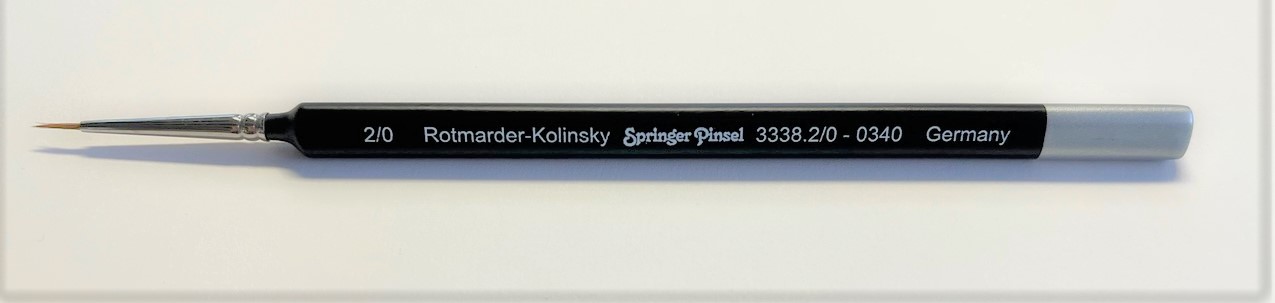 2/0 Rotmarder-Kolinsky Springer Pinsel 3338.2/0 - 0340 Germany